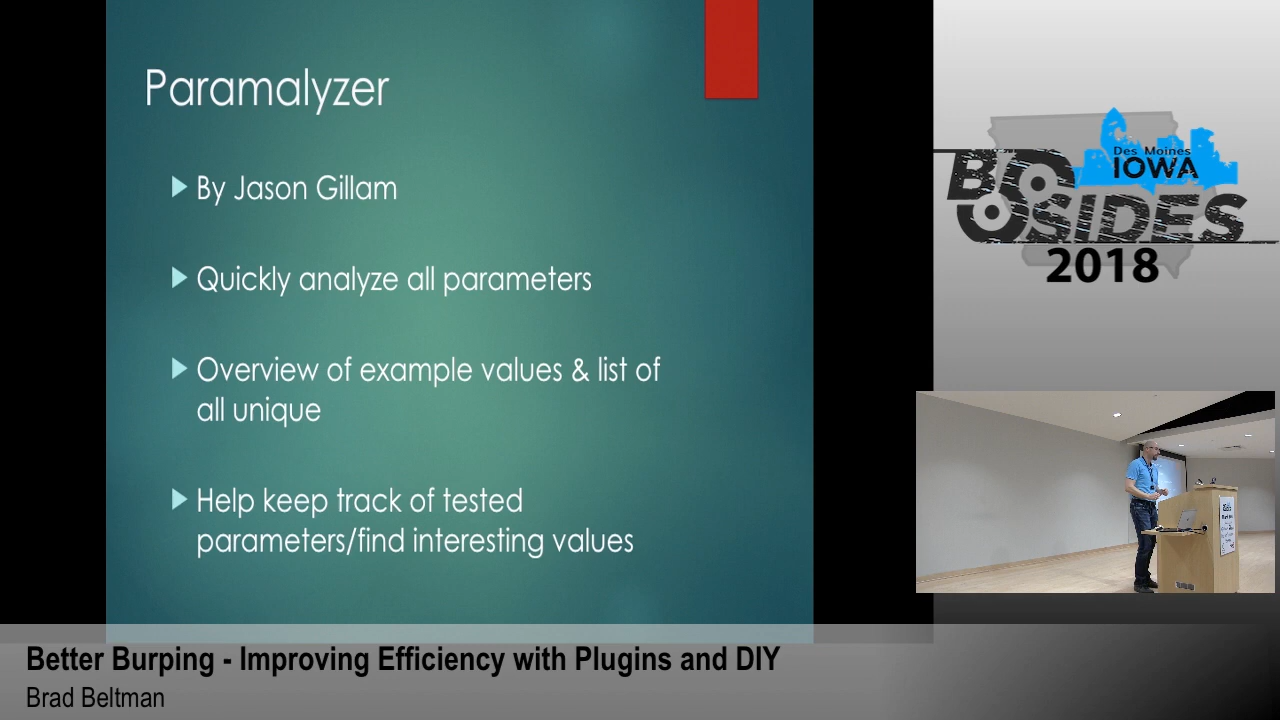 Paramalyzer
By Jason Gillam
Quickly analyze all parameters
Overview of example values & list of
all unique
Help keep track of tested
parameters/find interesting values
Des Moines
IOWA
BSIDES
2018
Better Burping - Improving Efficiency with Plugins and DIY
Brad Beltman